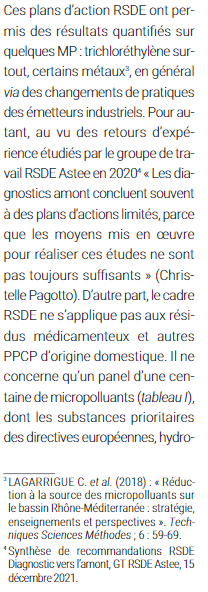 Ces plans d'action RSDE ont per-
mis des résultats quantifiés sur
quelques MP : trichloréthylène sur-
tout, certains métaux³, en général
via des changements de pratiques
des émetteurs industriels. Pour au-
tant, au vu des retours d'expé-
rience étudiés par le groupe de tra-
vail RSDE Astee en 2020⁴ « Les dia-
gnostics amont concluent souvent
à des plans d'actions limités, parce
que les moyens mis en œuvre
pour réaliser ces études ne sont
pas toujours suffisants » (Chris-
telle Pagotto). D'autre part, le cadre
RSDE ne s'applique pas aux rési-
dus médicamenteux et autres
PPCP d'origine domestique. Il ne
concerne qu'un panel d'une cen-
taine de micropolluants (tableau I),
dont les substances prioritaires
des directives européennes, hydro-
³ LAGARRIGUE C. et al. (2018) : « Réduc-
tion à la source des micropolluants sur
le bassin Rhône-Méditerranée : stratégie,
enseignements et perspectives ». Tech-
niques Sciences Méthodes ; 6 : 59-69.
⁴ Synthèse de recommandations RSDE
Diagnostic vers l'amont, GT RSDE Astee, 15
décembre 2021.